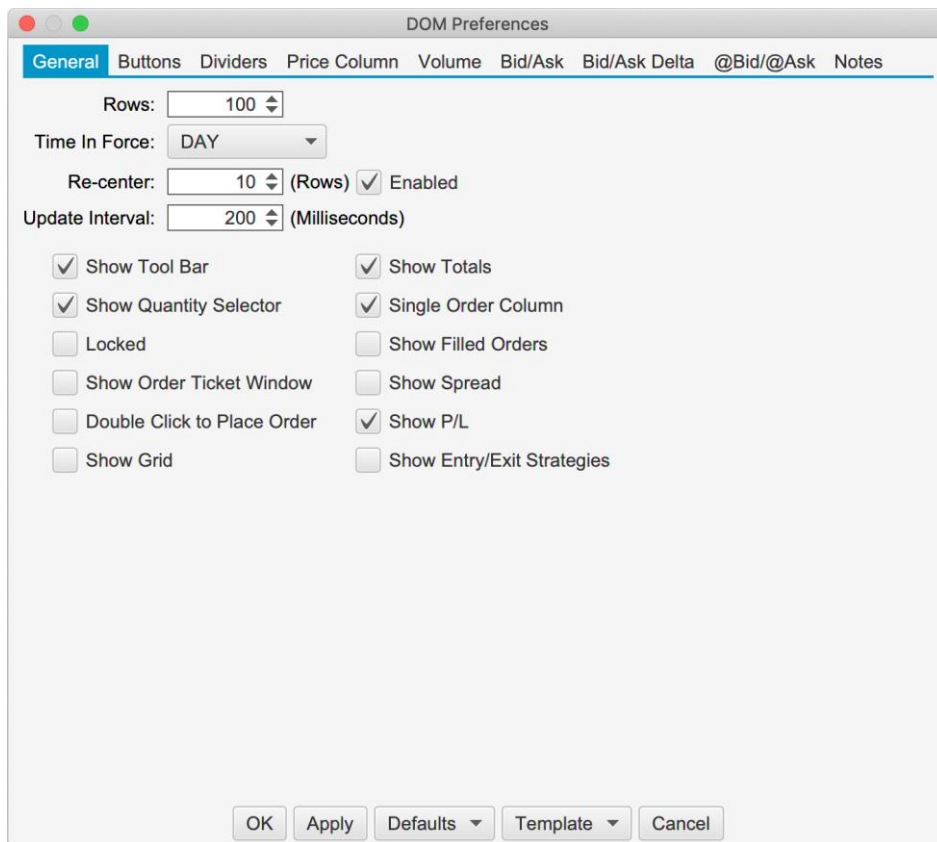 DOM Preferences
General Buttons Dividers Price Column Volume Bid/Ask Bid/Ask Delta @Bid/@Ask Notes
Rows: 100
Time In Force: DAY
Re-center: 10 (Rows) Enabled
Update Interval: 200 (Milliseconds)
Show Tool Bar Show Totals
Show Quantity Selector Single Order Column
Locked Show Filled Orders
Show Order Ticket Window Show Spread
Double Click to Place Order Show P/L
Show Grid Show Entry/Exit Strategies
OK Apply Defaults Template Cancel